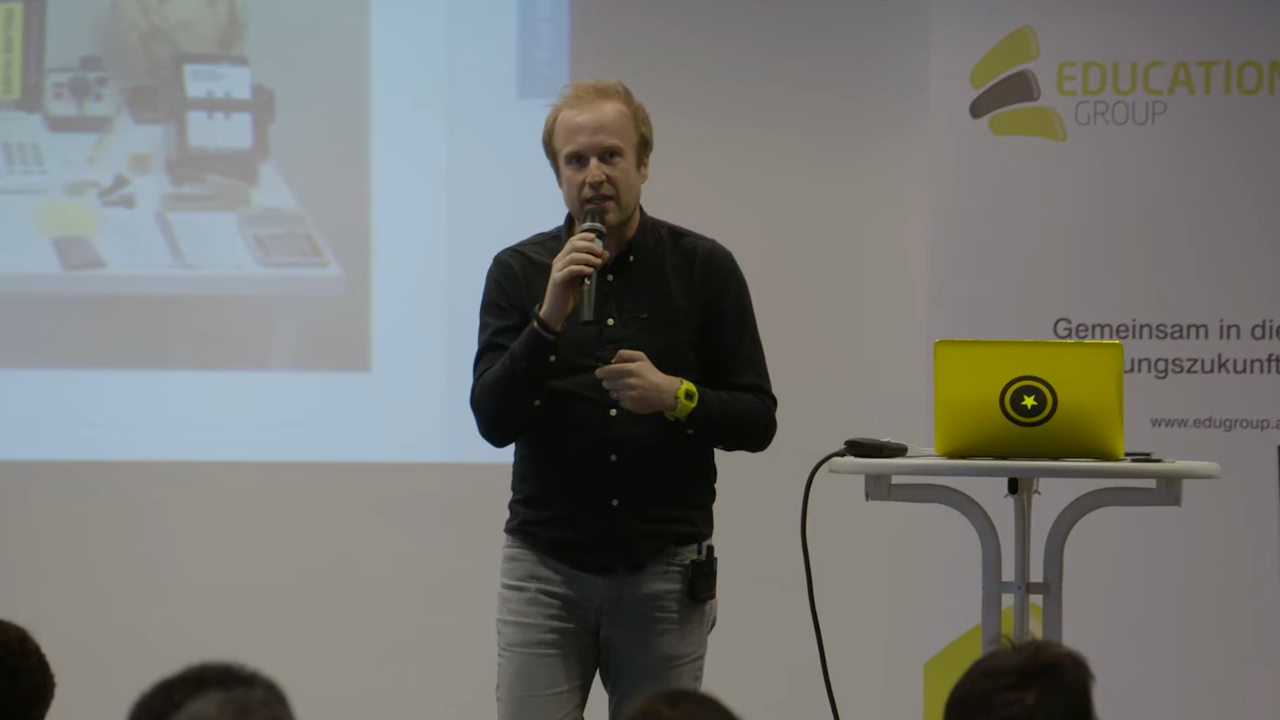 EDUCATION
GROUP
Gemeinsam in die
ungszukunft
www.edugroup.a